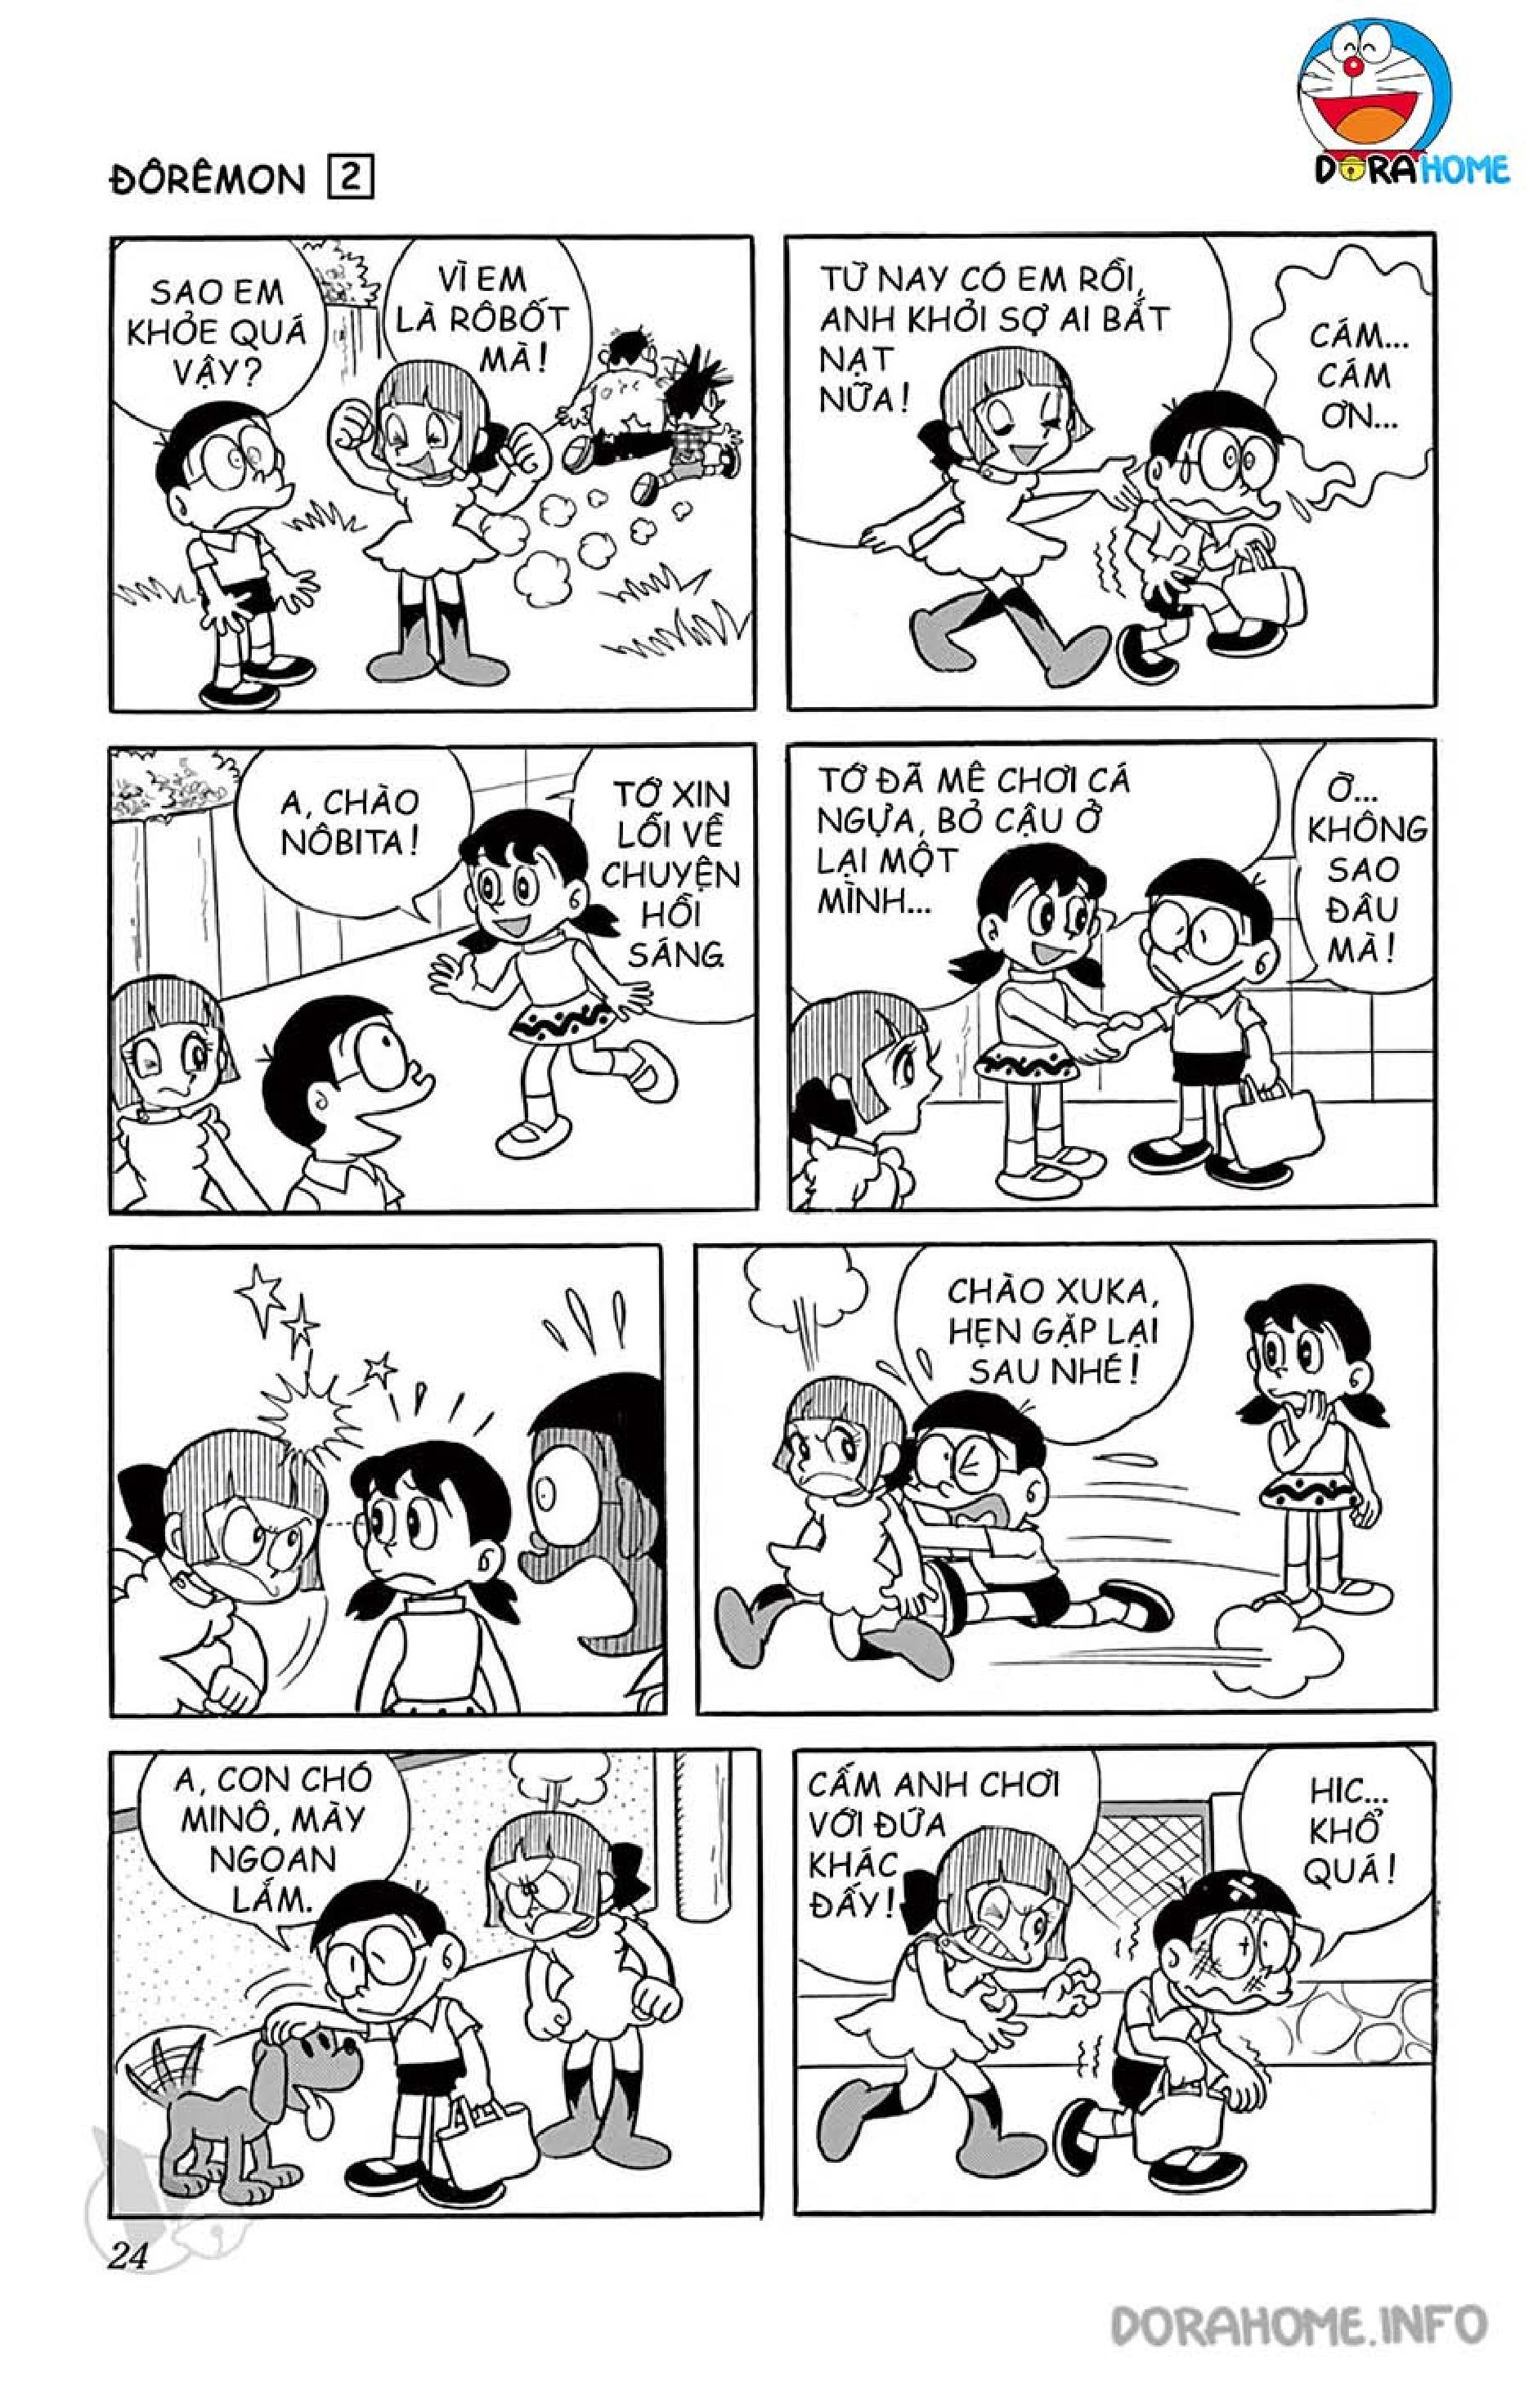 DORAHOME
ĐÔRÊMON 2
SAO EM
KHỎE QUÁ
VẬY?
VÌ EM
LÀ RÔBỐT
MÀ!
TỪ NAY CÓ EM RỒI,
ANH KHỎI SỢ AI BẮT
NẠT
NỮA!
CÁM...
CÁM
ƠN...
A, CHÀO
NÔBITA!
TỚ XIN
LỖI VỀ
CHUYỆN
HỒI
SÁNG.
TỚ ĐÃ MÊ CHƠI CÁ
NGỰA, BỎ CẬU Ở
LẠI MỘT
MÌNH...
Ờ...
KHÔNG
SAO
ĐÂU
MÀ!
CHÀO XUKA,
HẸN GẶP LẠI
SAU NHÉ!
A, CON CHÓ
MINÔ, MÀY
NGOAN
LẮM.
CẤM ANH CHƠI
VỚI ĐỨA
KHÁC
ĐẤY!
HIC...
KHỔ
QUÁ!
24
DORAHOME.INFO